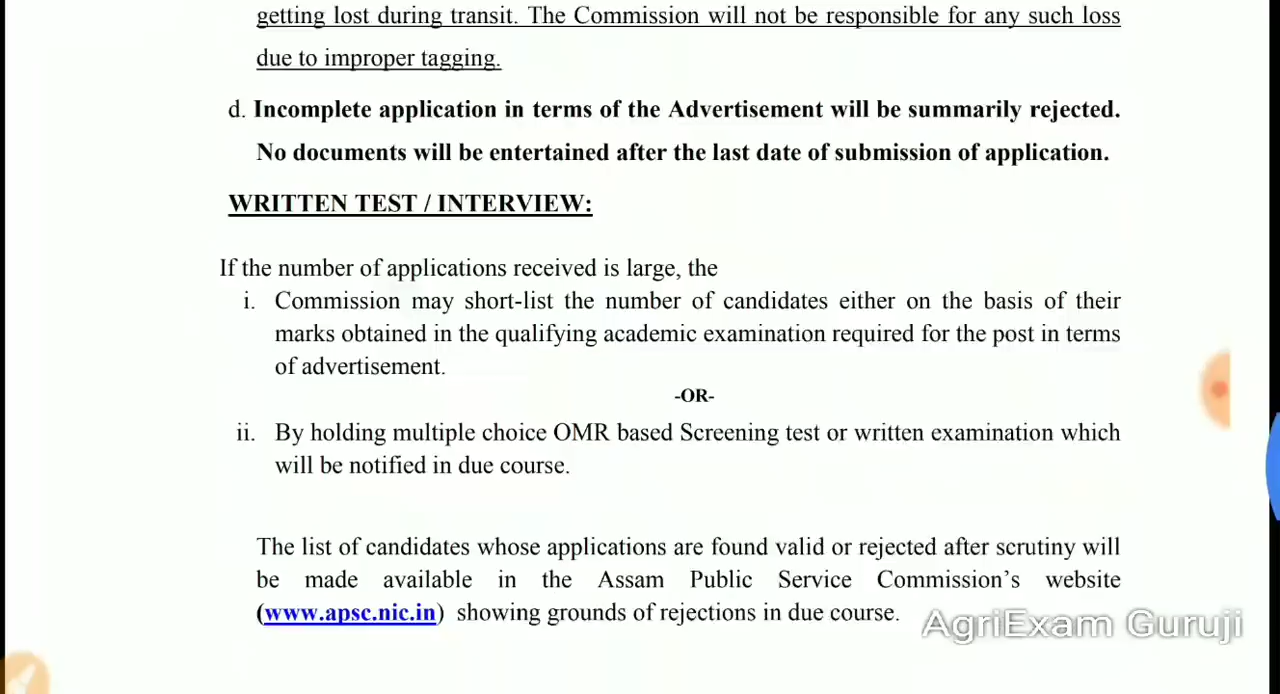 getting lost during transit. The Commission will not be responsible for any such loss
due to improper tagging.
d. Incomplete application in terms of the Advertisement will be summarily rejected.
No documents will be entertained after the last date of submission of application.
WRITTEN TEST / INTERVIEW:
If the number of applications received is large, the
i. Commission may short-list the number of candidates either on the basis of their
marks obtained in the qualifying academic examination required for the post in terms
of advertisement.
-OR-
ii. By holding multiple choice OMR based Screening test or written examination which
will be notified in due course.
The list of candidates whose applications are found valid or rejected after scrutiny will
be made available in the Assam Public Service Commission’s website
(www.apsc.nic.in) showing grounds of rejections in due course.
AgriExam Guruji